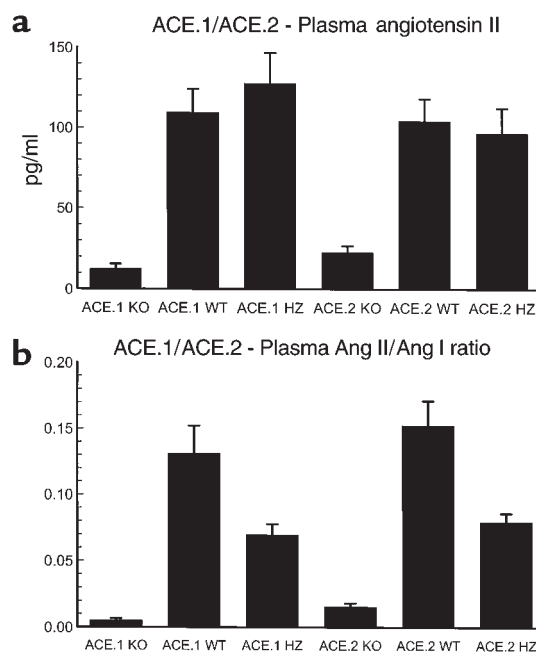 a
ACE.1/ACE.2 - Plasma angiotensin II
150
100
50
0
pg/ml
ACE.1 KO ACE.1 WT ACE.1 HZ ACE.2 KO ACE.2 WT ACE.2 HZ
b
ACE.1/ACE.2 - Plasma Ang II/Ang I ratio
0.20
0.15
0.10
0.05
0.00
ACE.1 KO ACE.1 WT ACE.1 HZ ACE.2 KO ACE.2 WT ACE.2 HZ